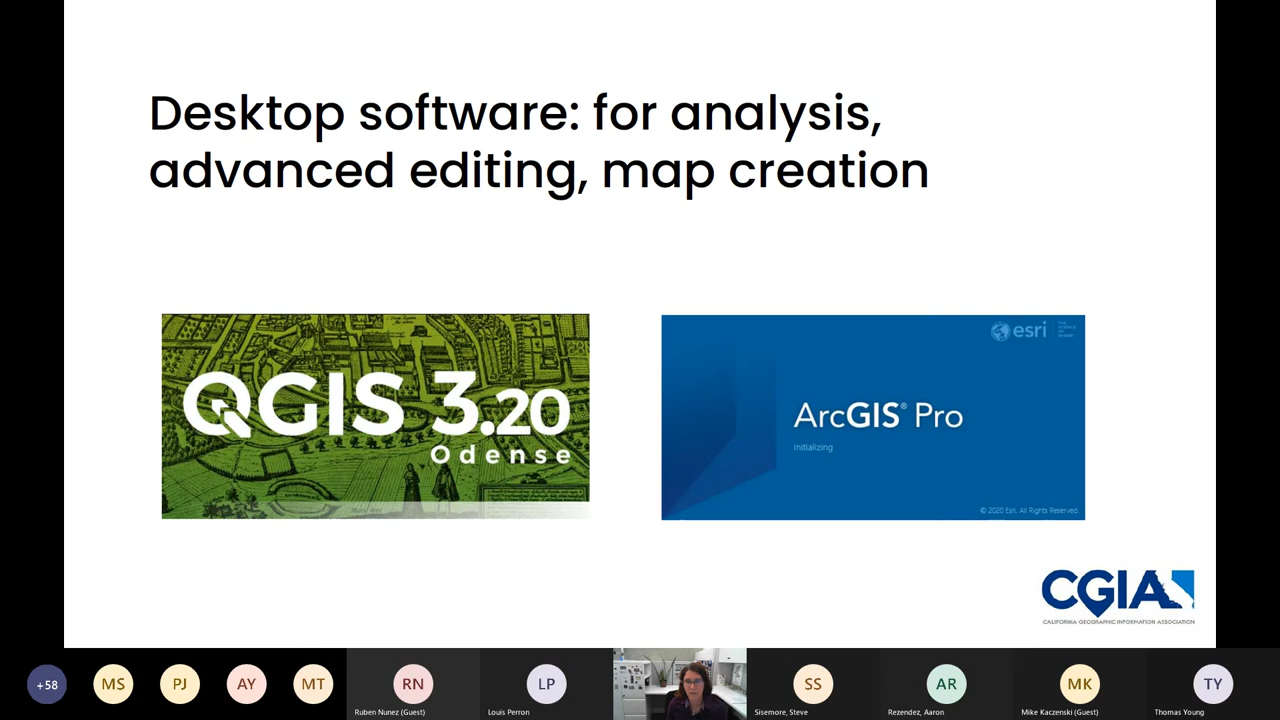 Desktop software: for analysis,
advanced editing, map creation
QGIS 3.20
Odense
esri
ArcGIS® Pro
Initializing
© 2020 Esri. All Rights Reserved.
CGIA
CALIFORNIA GEOGRAPHIC INFORMATION ASSOCIATION
+58
MS
PJ
AY
MT
RN
LP
SS
AR
MK
TY
Ruben Nunez (Guest)
Louis Perron
Sisemore, Steve
Rezendez, Aaron
Mike Kaczenski (Guest)
Thomas Young